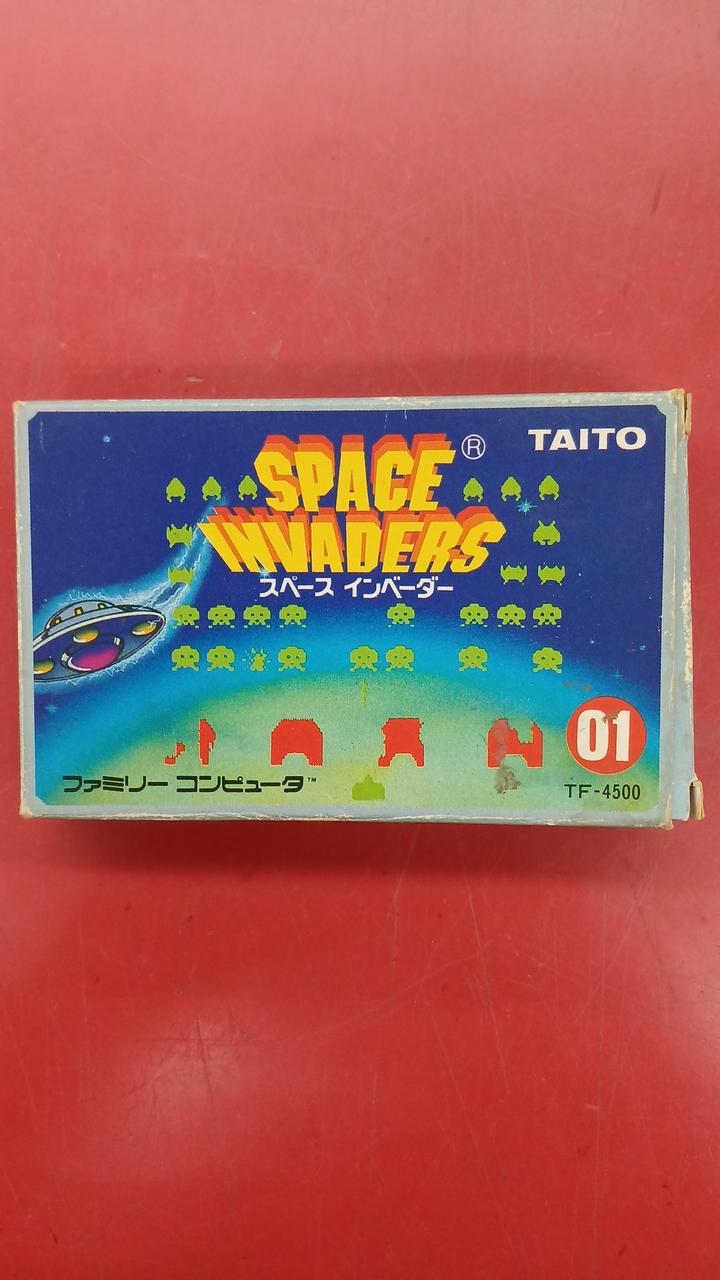 TAITO
SPACE ®
INVADERS
スペース インベーダー
01
ファミリー コンピュータ™
TF-4500